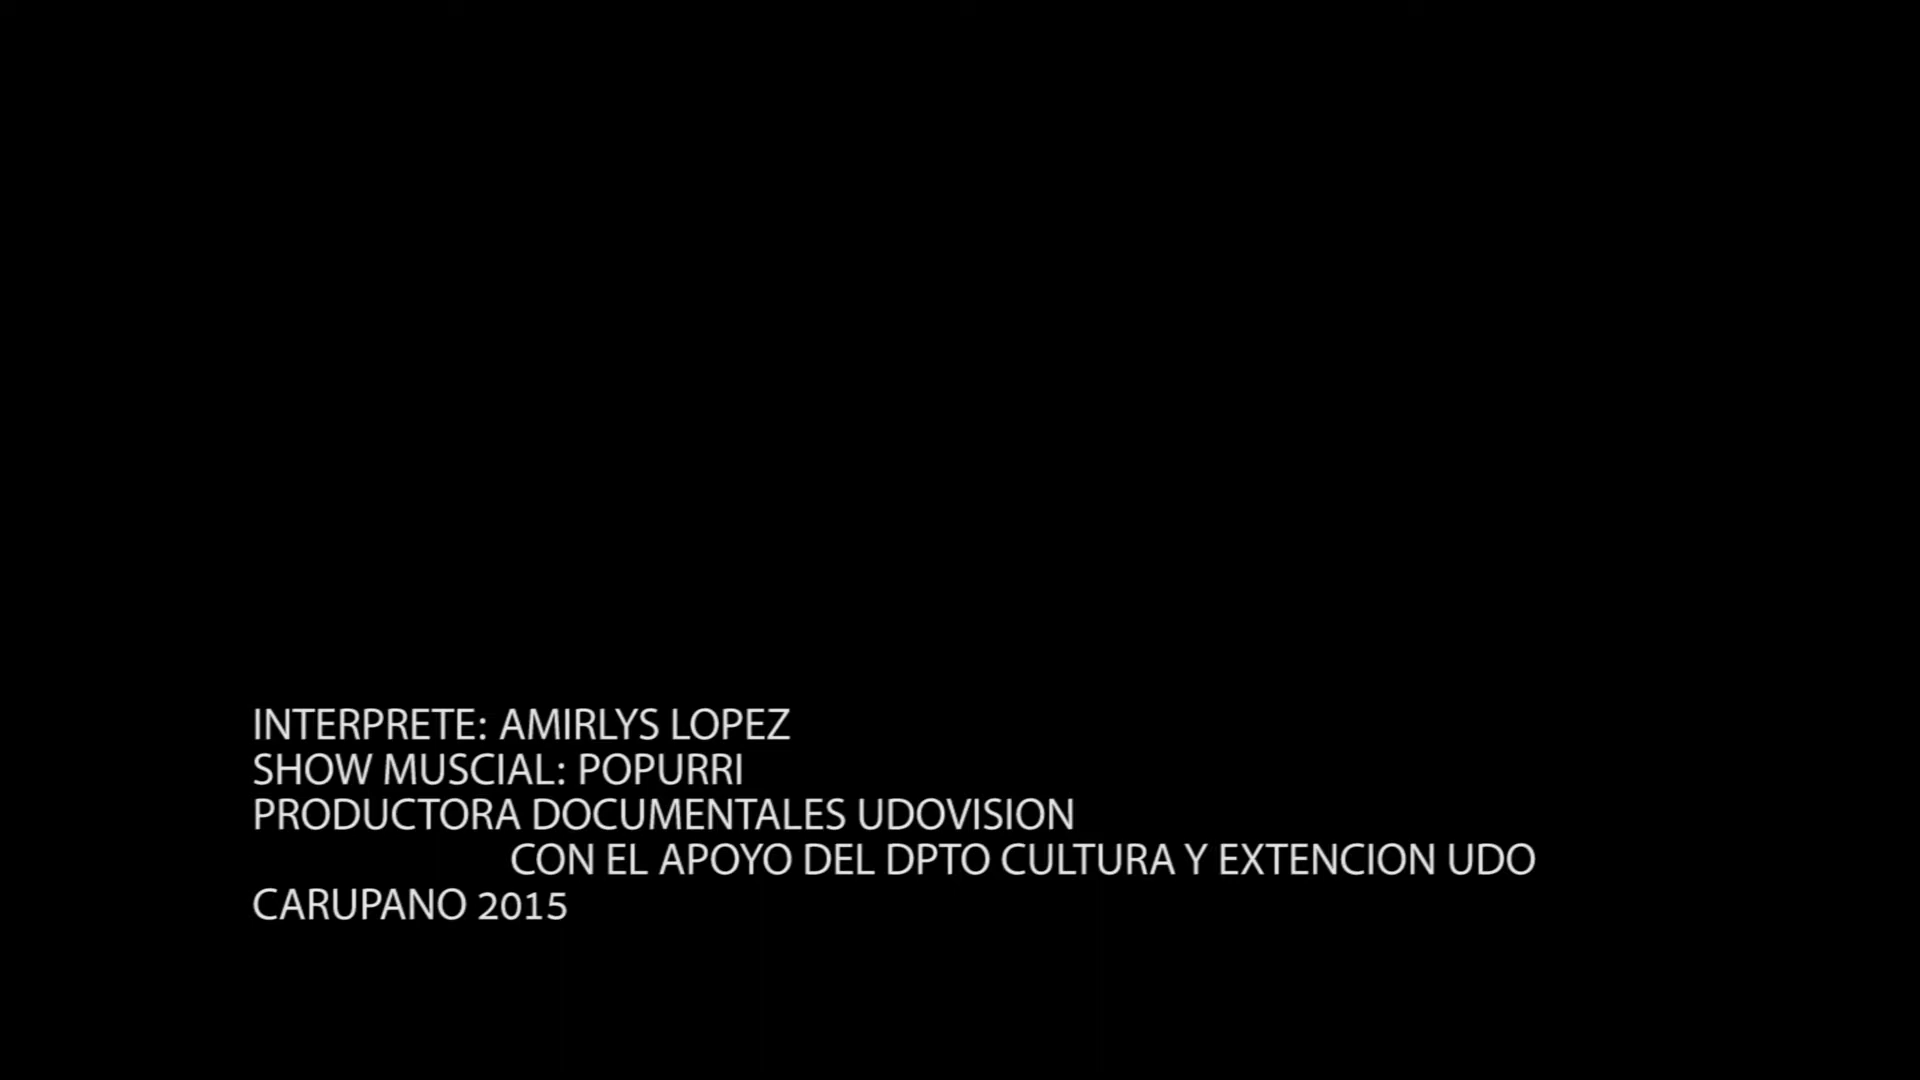 INTERPRETE: AMIRLYS LOPEZ
SHOW MUSCIAL: POPURRI
PRODUCTORA DOCUMENTALES UDOVISION
CON EL APOYO DEL DPTO CULTURA Y EXTENCION UDO
CARUPANO 2015